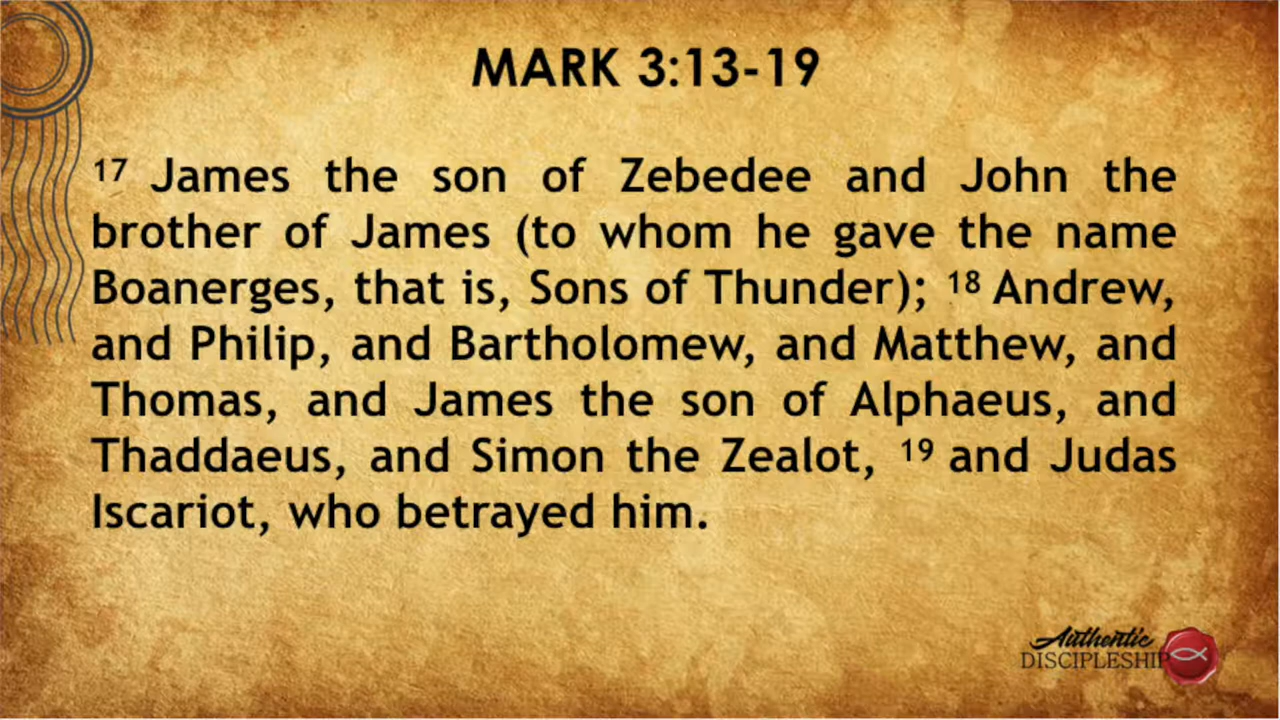 MARK 3:13-19
17 James the son of Zebedee and John the
brother of James (to whom he gave the name
Boanerges, that is, Sons of Thunder); 18 Andrew,
and Philip, and Bartholomew, and Matthew, and
Thomas, and James the son of Alphaeus, and
Thaddaeus, and Simon the Zealot, 19 and Judas
Iscariot, who betrayed him.
Authentic
DISCIPLESHIP